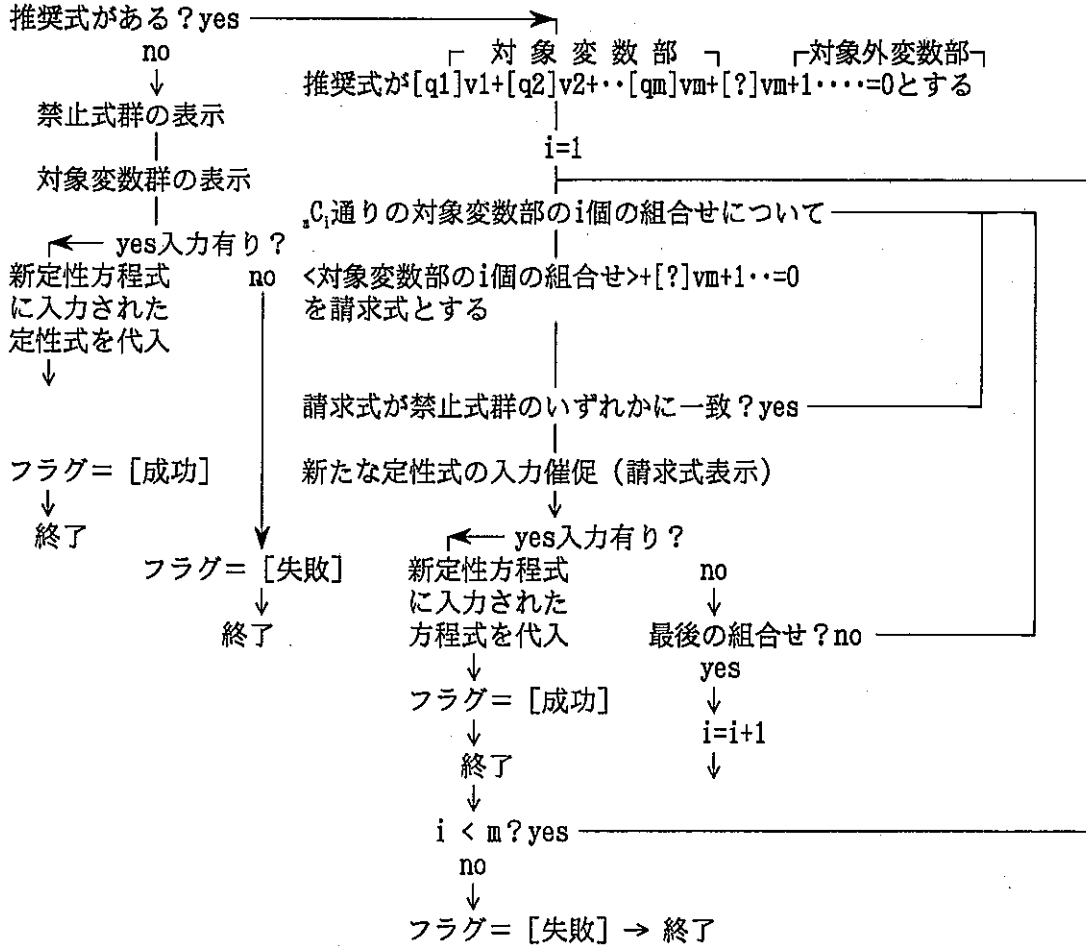 推奨式がある?yes
no
↓
禁止式群の表示
対象変数群の表示
yes入力有り?
新定性方程式
に入力された
定性式を代入
↓
no
フラグ=[成功]
↓
終了
フラグ=[失敗]
↓
終了
対象変数部
対象外変数部
推奨式が[q1]v1+[q2]v2+‥[qm]vm+[?]vm+1‥‥=0とする
i=1
C_i通りの対象変数部のi個の組合せについて
<対象変数部のi個の組合せ>+[?]vm+1‥=0
を請求式とする
請求式が禁止式群のいずれかに一致?yes
新たな定性式の入力催促(請求式表示)
↓
yes入力有り?
新定性方程式
に入力された
方程式を代入
↓
フラグ=[成功]
↓
終了
↓
no
↓
最後の組合せ?no
yes
↓
i=i+1
↓
i < m?yes
no
↓
フラグ=[失敗] → 終了